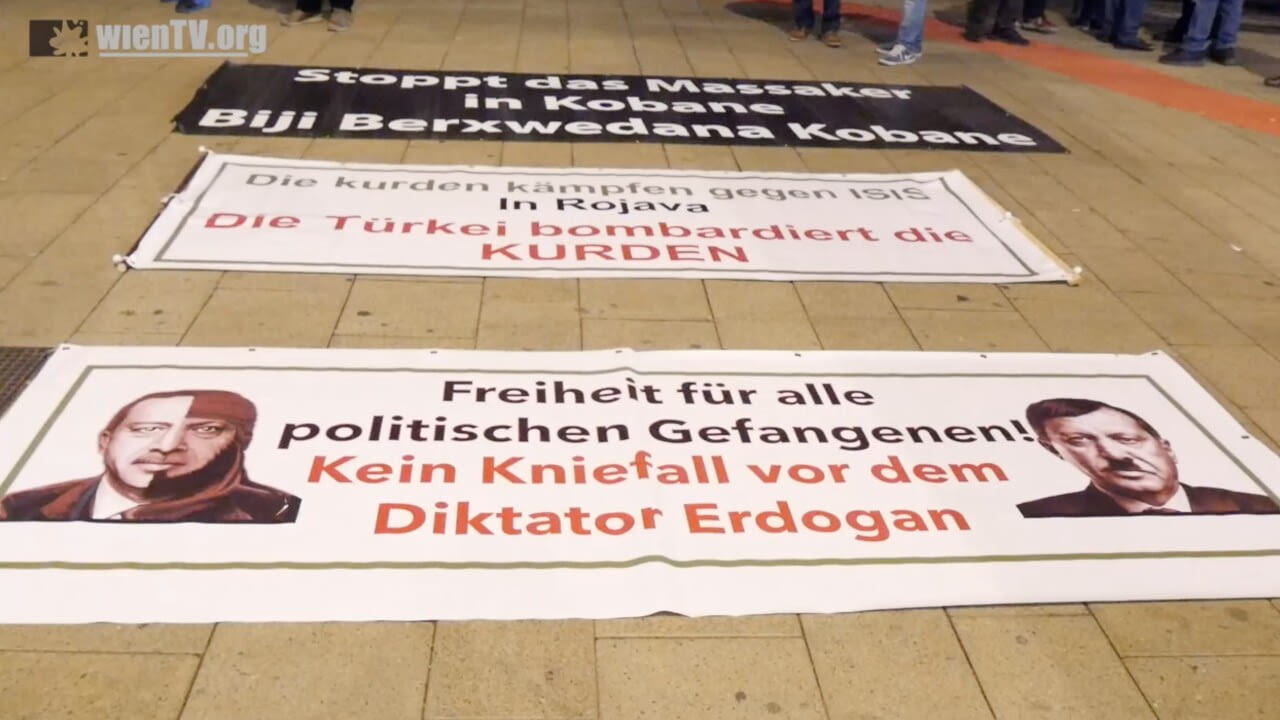 wienTV.org
Stoppt das Massaker
in Kobane
Biji Berxwedana Kobane
Die kurden kämpfen gegen ISIS
In Rojava
Die Türkei bombardiert die
KURDEN
Freiheit für alle
politischen Gefangenen!
Kein Kniefall vor dem
Diktator Erdogan